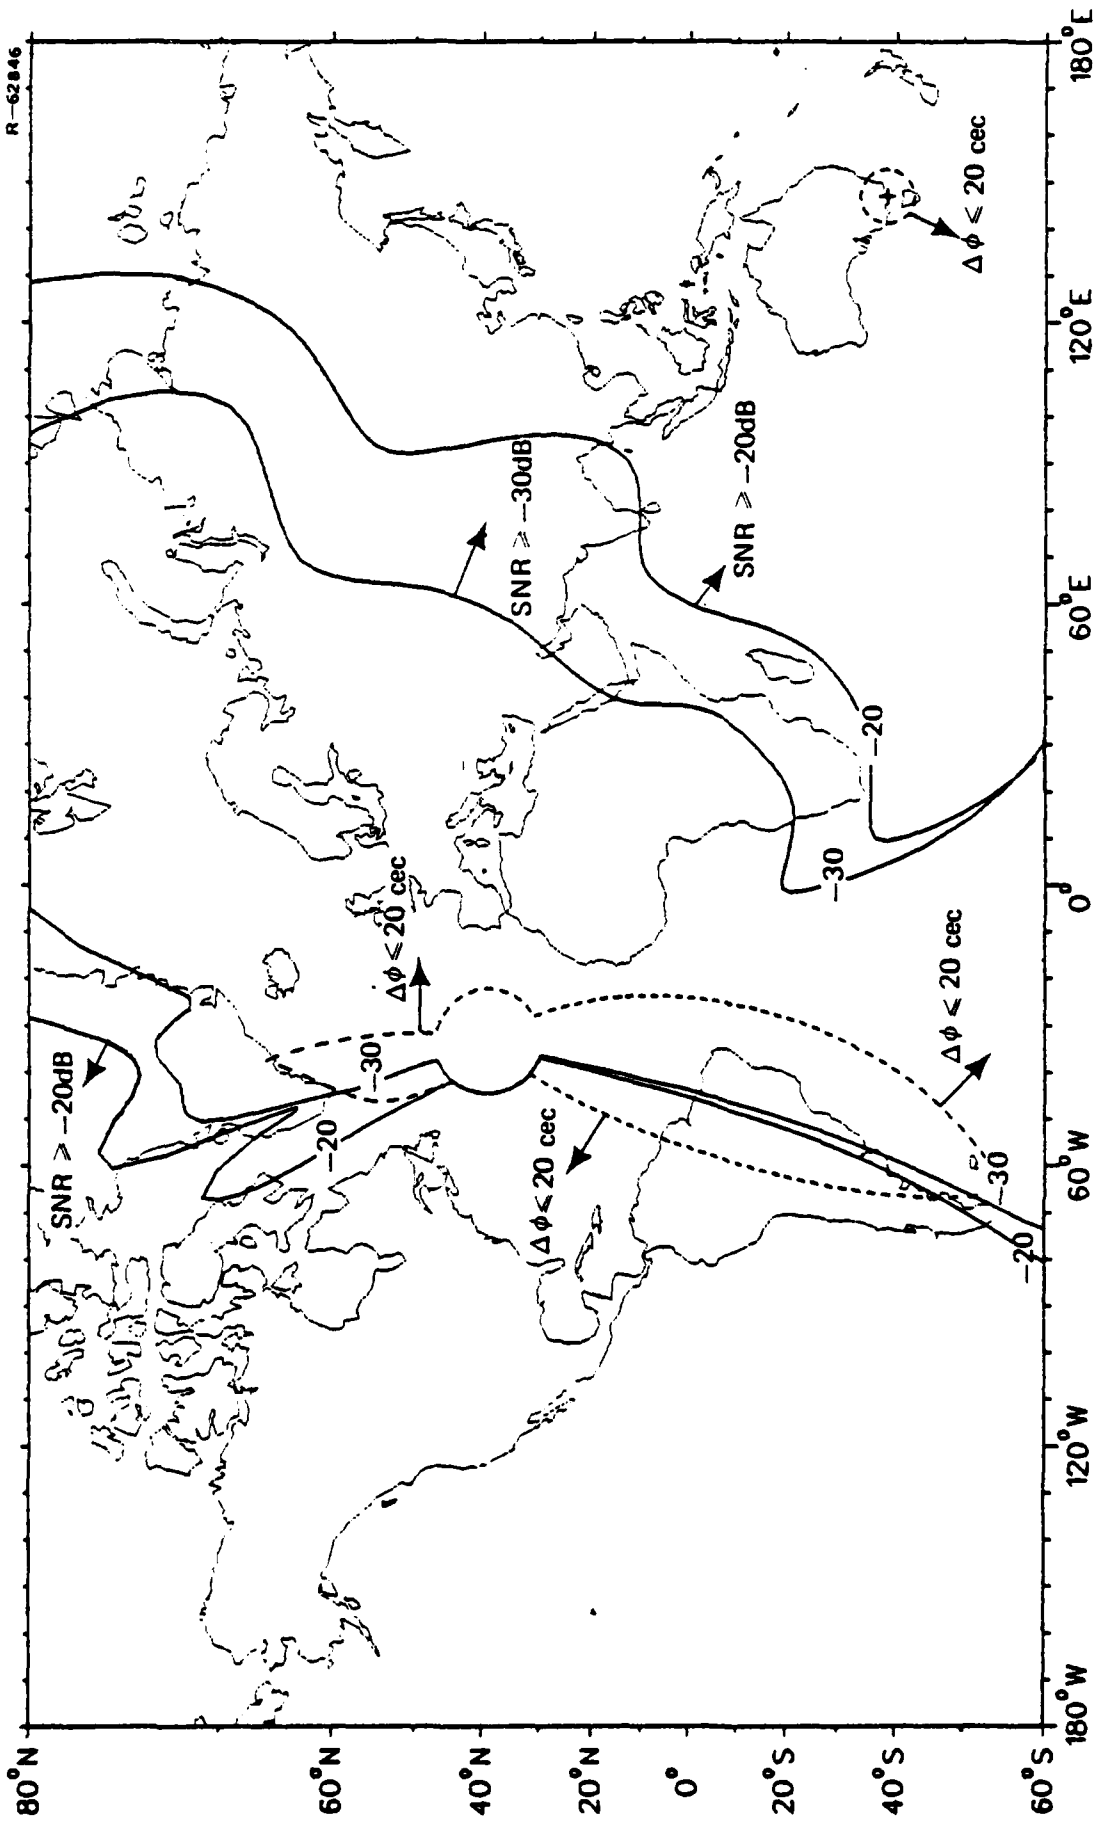 R-62846
80°N
60°N
40°N
20°N
0°
20°S
40°S
60°S
180°W
120°W
60°W
0°
60°E
120°E
180°E
SNR > -20dB
-20
-30
Δφ ⩽ 20 cec
Δφ ⩽ 20 cec
-30
-20
Δφ ⩽ 20 cec
-30
-20
SNR ⩾ -30dB
SNR > -20dB
Δφ ⩽ 20 cec